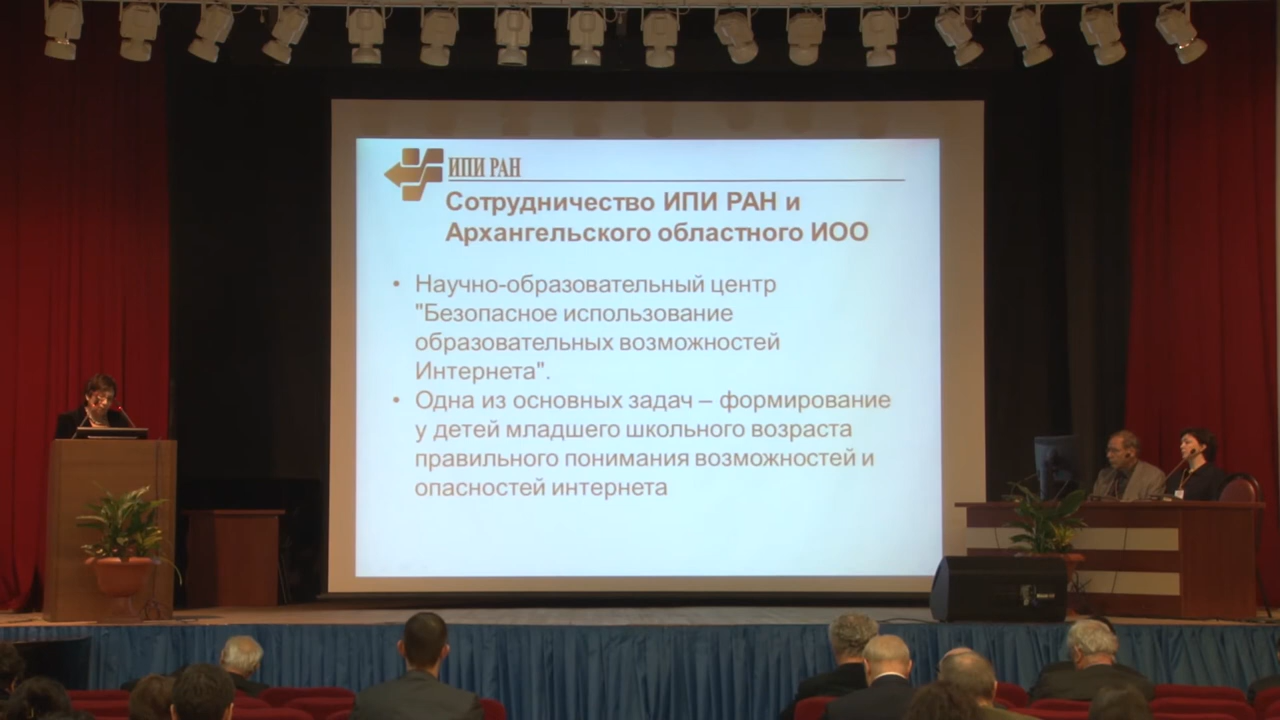 ИПИ РАН
Сотрудничество ИПИ РАН и
Архангельского областного ИОО
• Научно-образовательный центр
"Безопасное использование
образовательных возможностей
Интернета".
• Одна из основных задач – формирование
у детей младшего школьного возраста
правильного понимания возможностей и
опасностей интернета